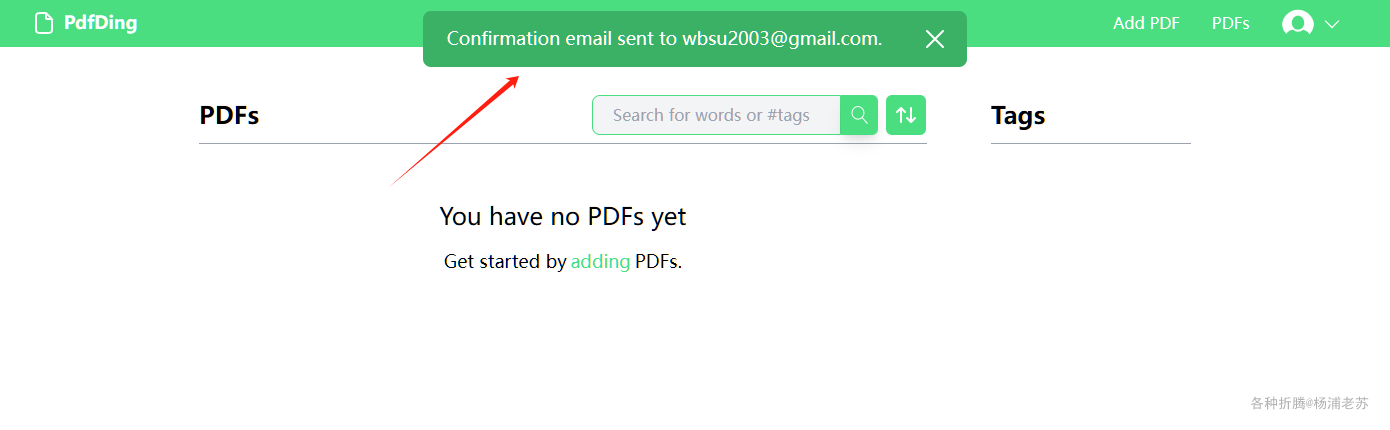 PdfDing
Confirmation email sent to wbsu2003@gmail.com.
Add PDF
PDFs
PDFs
Search for words or #tags
Tags
You have no PDFs yet
Get started by adding PDFs.
各种折腾@杨浦老苏